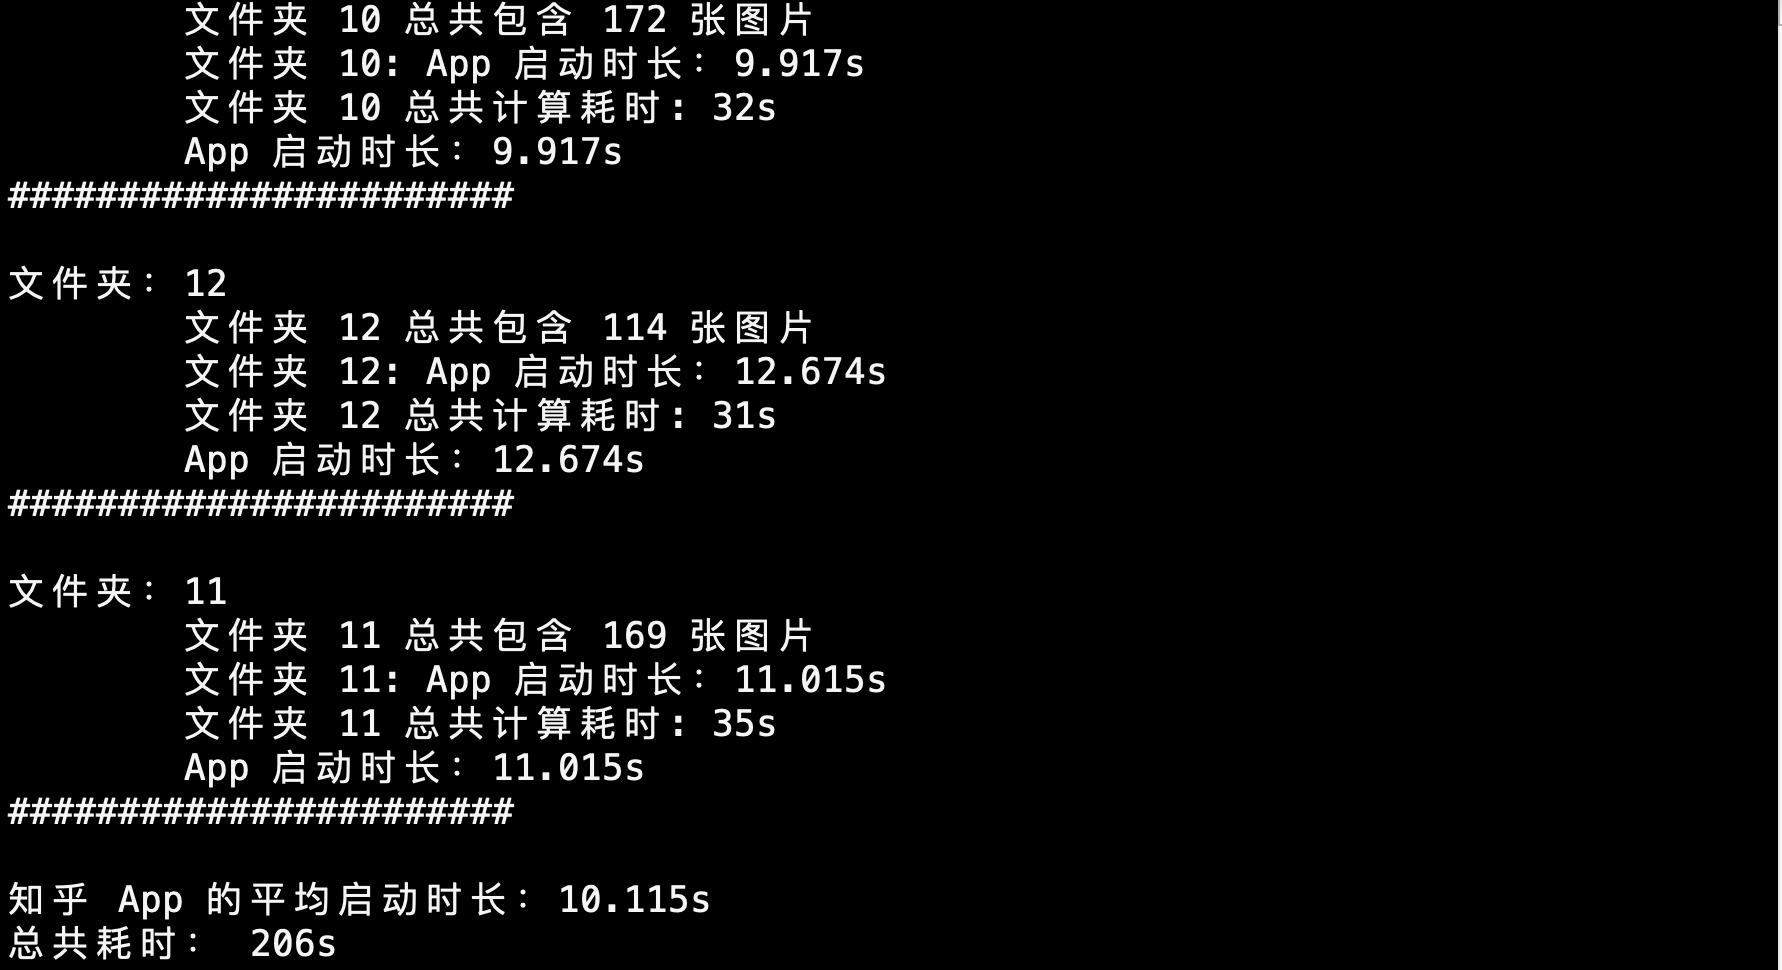 文件夹 10 总共包含 172 张图片
文件夹 10: App 启动时长：9.917s
文件夹 10 总共计算耗时: 32s
App 启动时长：9.917s
#######################
文件夹：12
文件夹 12 总共包含 114 张图片
文件夹 12: App 启动时长：12.674s
文件夹 12 总共计算耗时: 31s
App 启动时长：12.674s
#######################
文件夹：11
文件夹 11 总共包含 169 张图片
文件夹 11: App 启动时长：11.015s
文件夹 11 总共计算耗时: 35s
App 启动时长：11.015s
#######################
知乎 App 的平均启动时长：10.115s
总共耗时： 206s